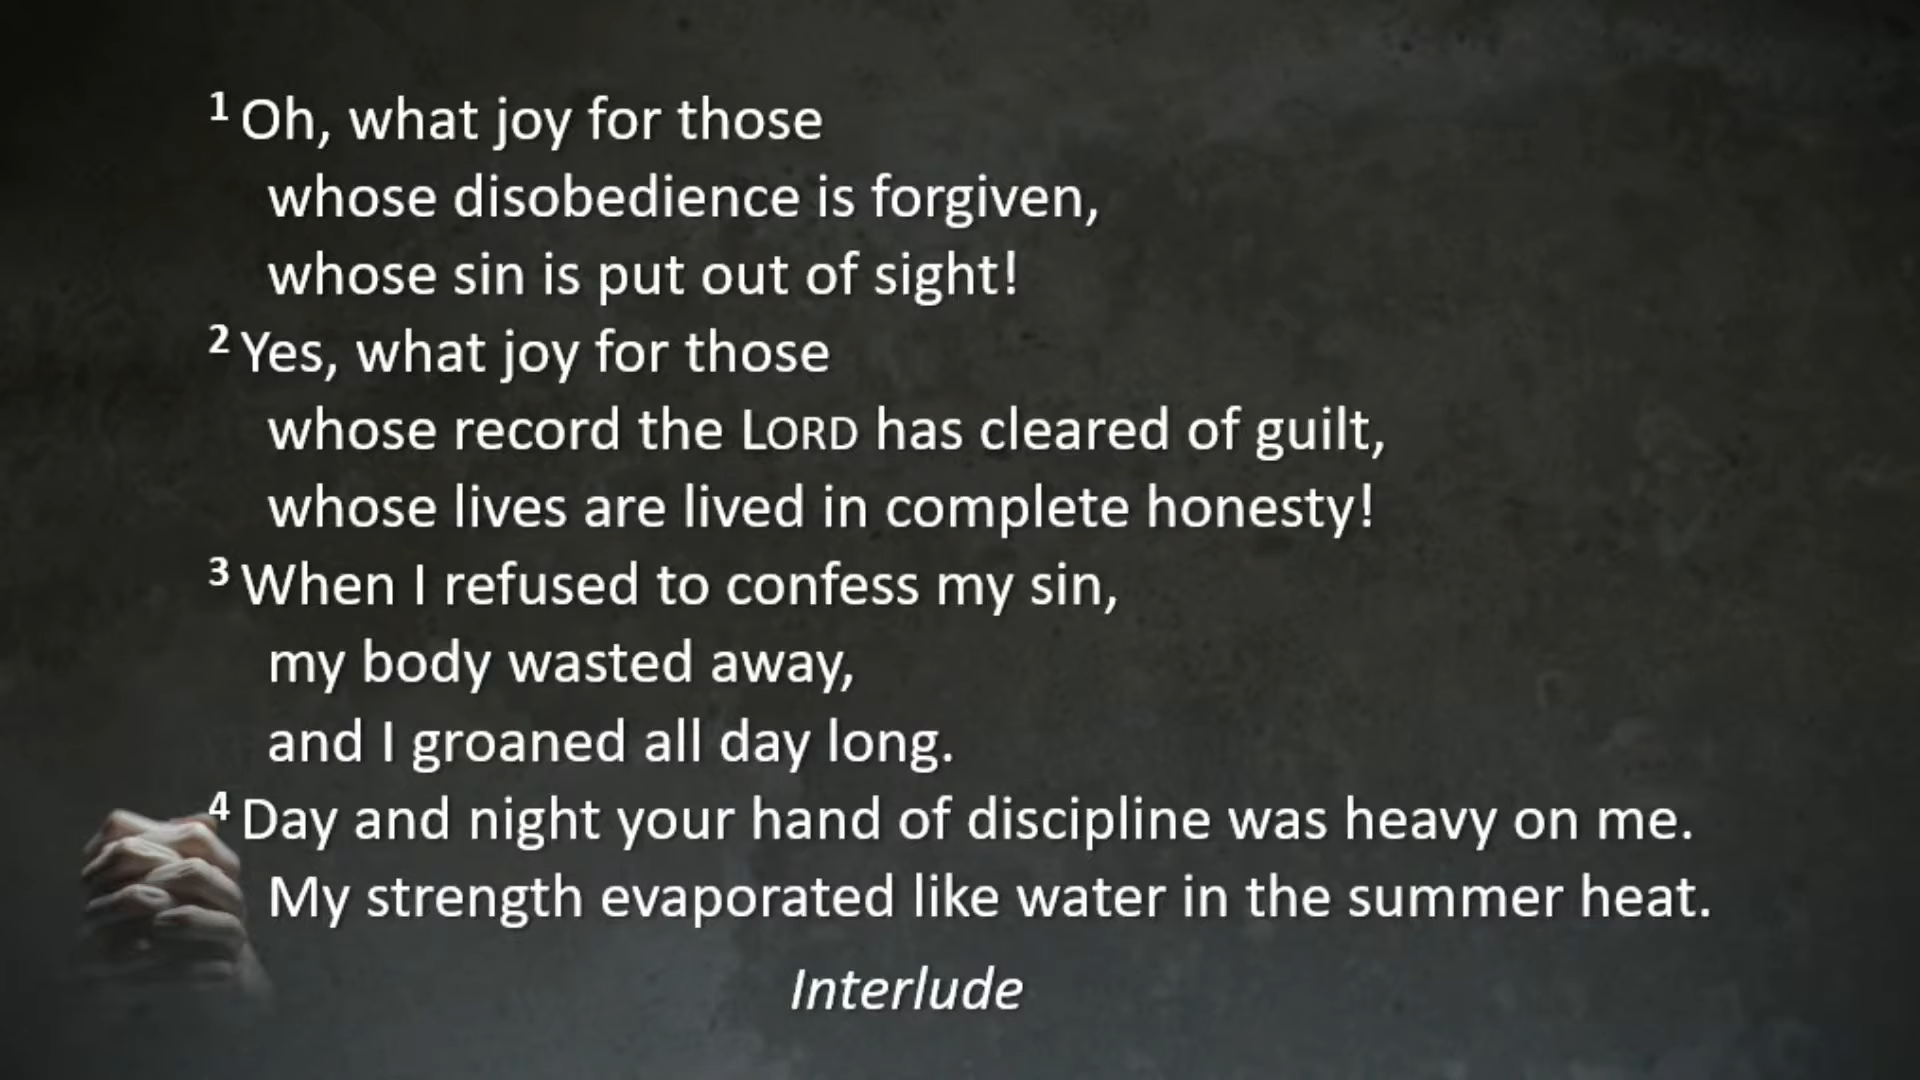 1 Oh, what joy for those
whose disobedience is forgiven,
whose sin is put out of sight!
2 Yes, what joy for those
whose record the LORD has cleared of guilt,
whose lives are lived in complete honesty!
3 When I refused to confess my sin,
my body wasted away,
and I groaned all day long.
4 Day and night your hand of discipline was heavy on me.
My strength evaporated like water in the summer heat.
Interlude